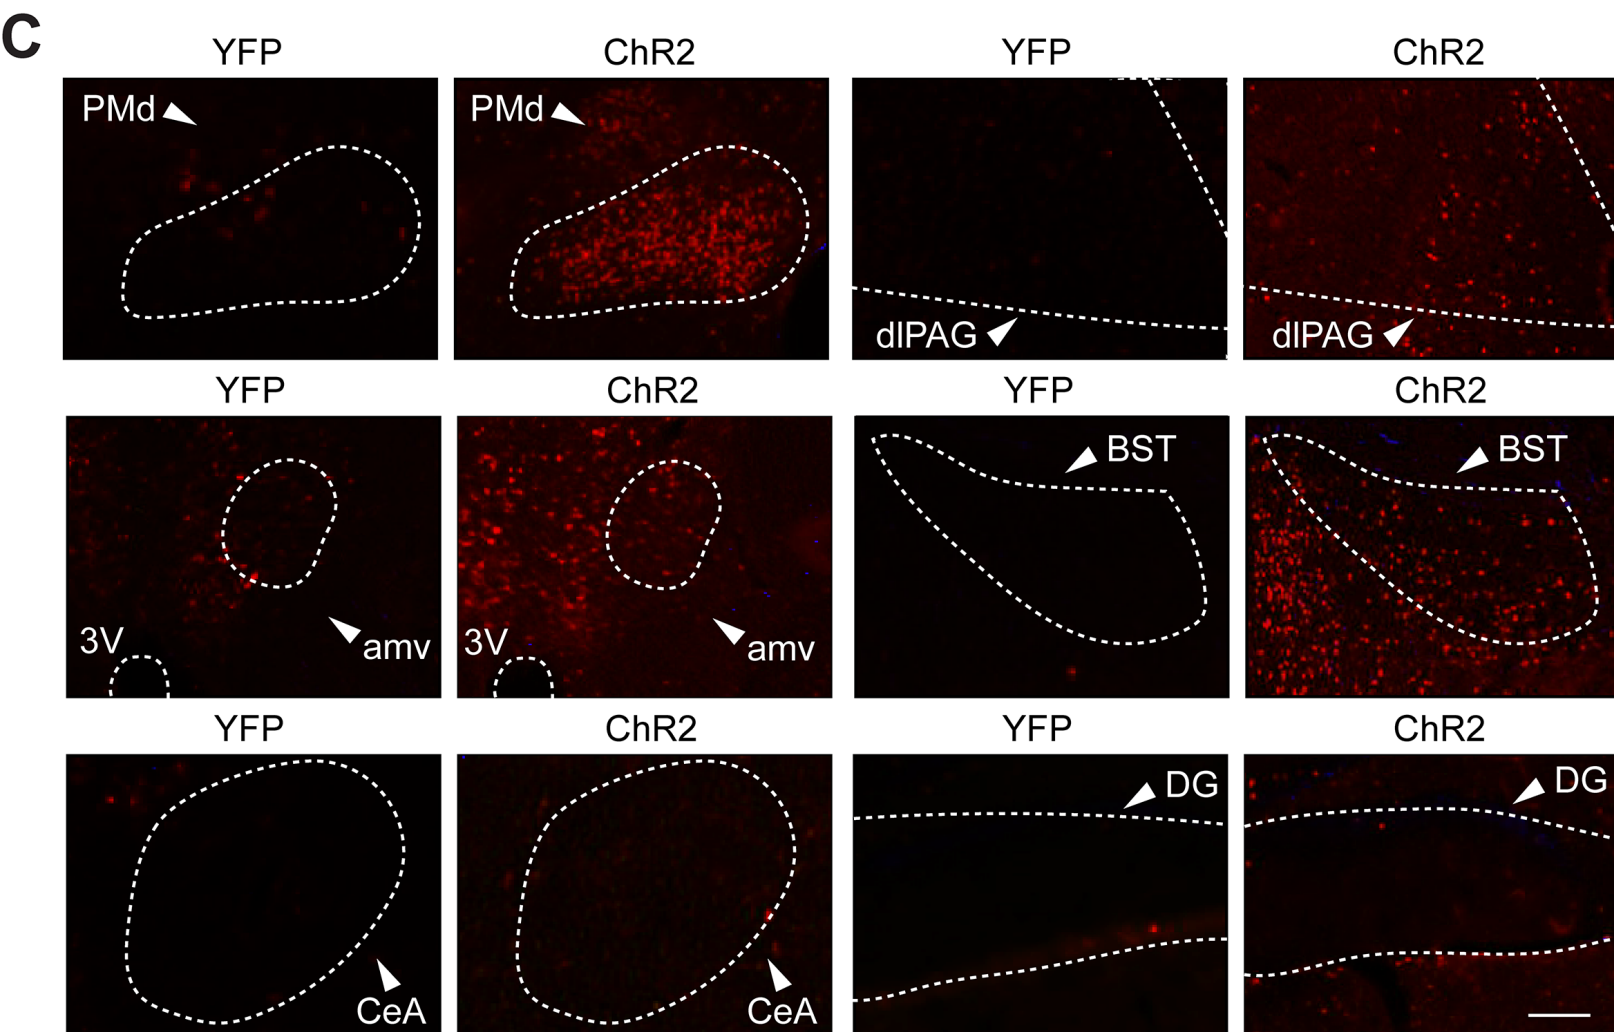 C
YFP ChR2 YFP ChR2
PMd PMd
dlPAG dlPAG
YFP ChR2 YFP ChR2
BST BST
3V amv 3V amv
YFP ChR2 YFP ChR2
DG DG
CeA CeA